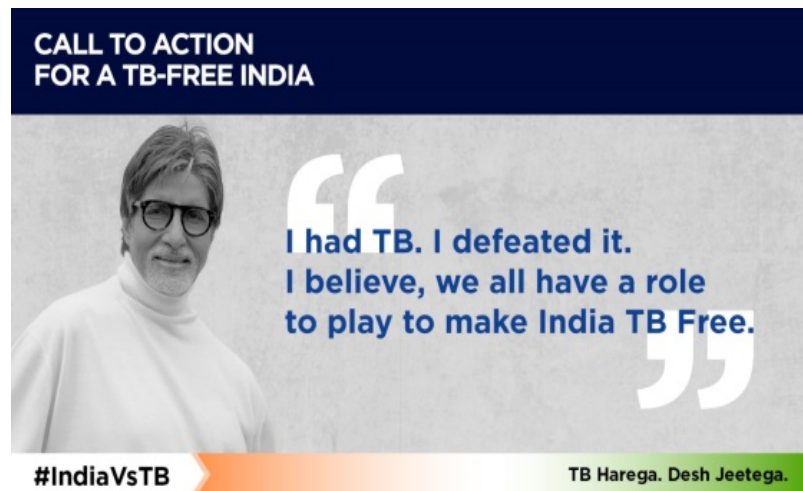 CALL TO ACTION
FOR A TB-FREE INDIA
“
I had TB. I defeated it.
I believe, we all have a role
to play to make India TB Free.
”
#IndiaVsTB
TB Harega. Desh Jeetega.